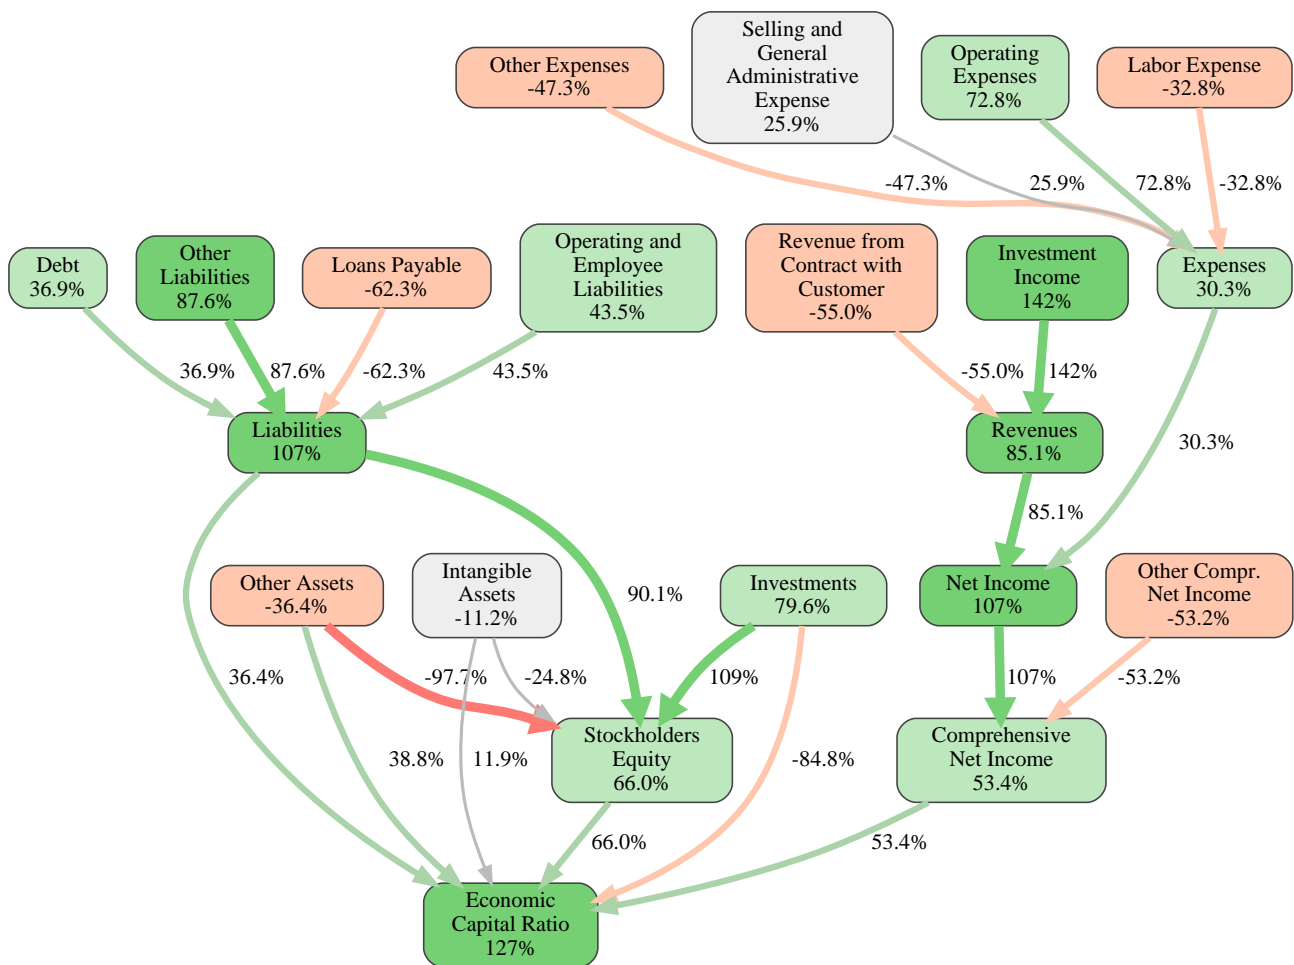 Selling and
General
Administrative
Expense
25.9%
Other Expenses
-47.3%
Operating
Expenses
72.8%
Labor Expense
-32.8%
-47.3%
25.9%
72.8%
-32.8%
Debt
36.9%
Other
Liabilities
87.6%
Loans Payable
-62.3%
Operating and
Employee
Liabilities
43.5%
Revenue from
Contract with
Customer
-55.0%
Investment
Income
142%
Expenses
30.3%
36.9%
87.6%
-62.3%
43.5%
-55.0%
142%
Liabilities
107%
Revenues
85.1%
30.3%
85.1%
Other Assets
-36.4%
Intangible
Assets
-11.2%
90.1%
Investments
79.6%
Net Income
107%
Other Compr.
Net Income
-53.2%
36.4%
-97.7%
-24.8%
109%
107%
-53.2%
Stockholders
Equity
66.0%
Comprehensive
Net Income
53.4%
38.8%
11.9%
-84.8%
66.0%
53.4%
Economic
Capital Ratio
127%